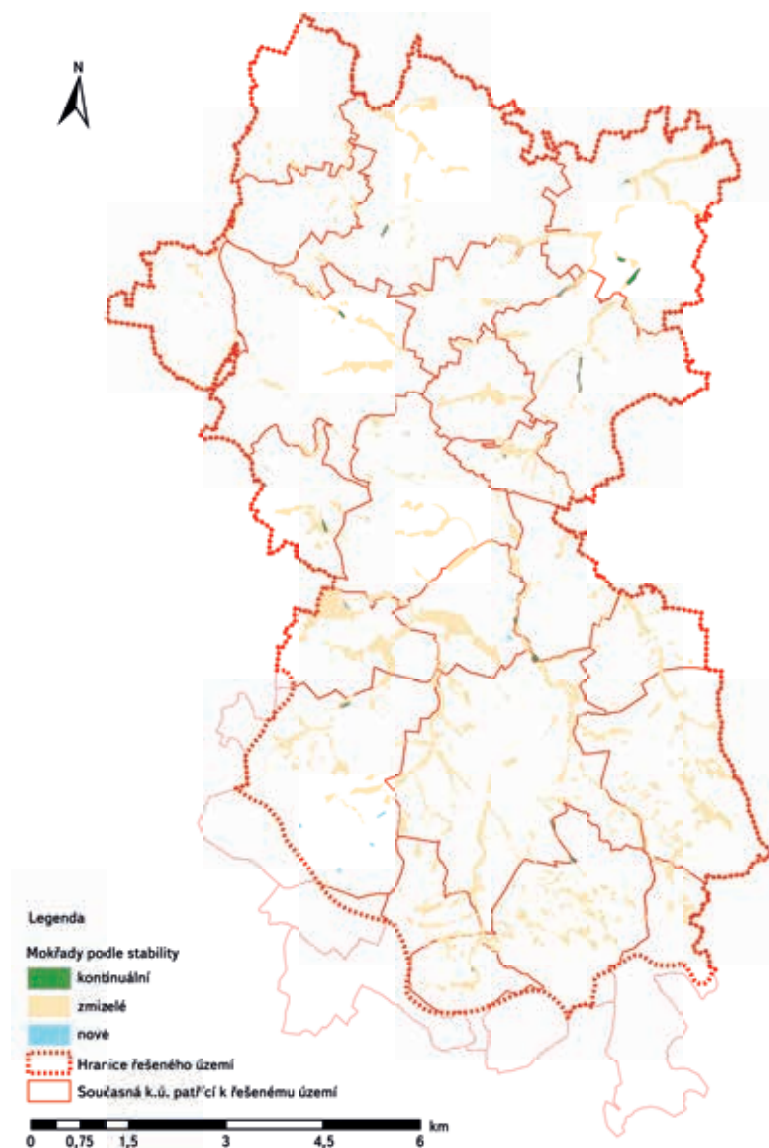 N
Legenda
Mokřady podle stability
kontinuální
zmizelé
nové
Hranice řešeného území
Současná k.ú. patřící k řešenému území
km
0 0,75 1,5 3 4,5 6